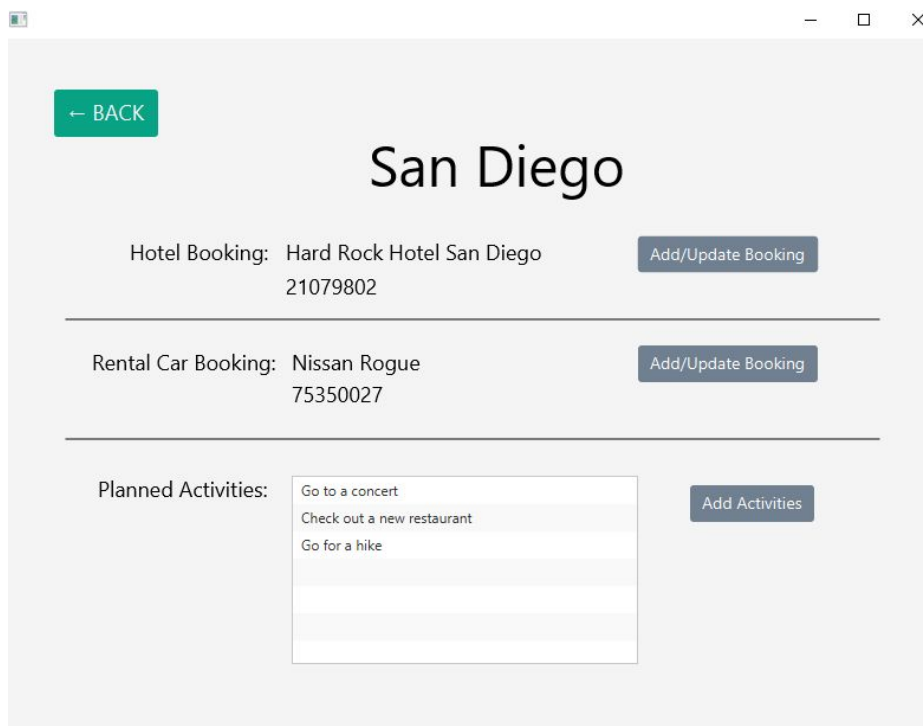 ← BACK
San Diego
Hotel Booking: Hard Rock Hotel San Diego Add/Update Booking
21079802
Rental Car Booking: Nissan Rogue Add/Update Booking
75350027
Planned Activities: Go to a concert Add Activities
Check out a new restaurant
Go for a hike